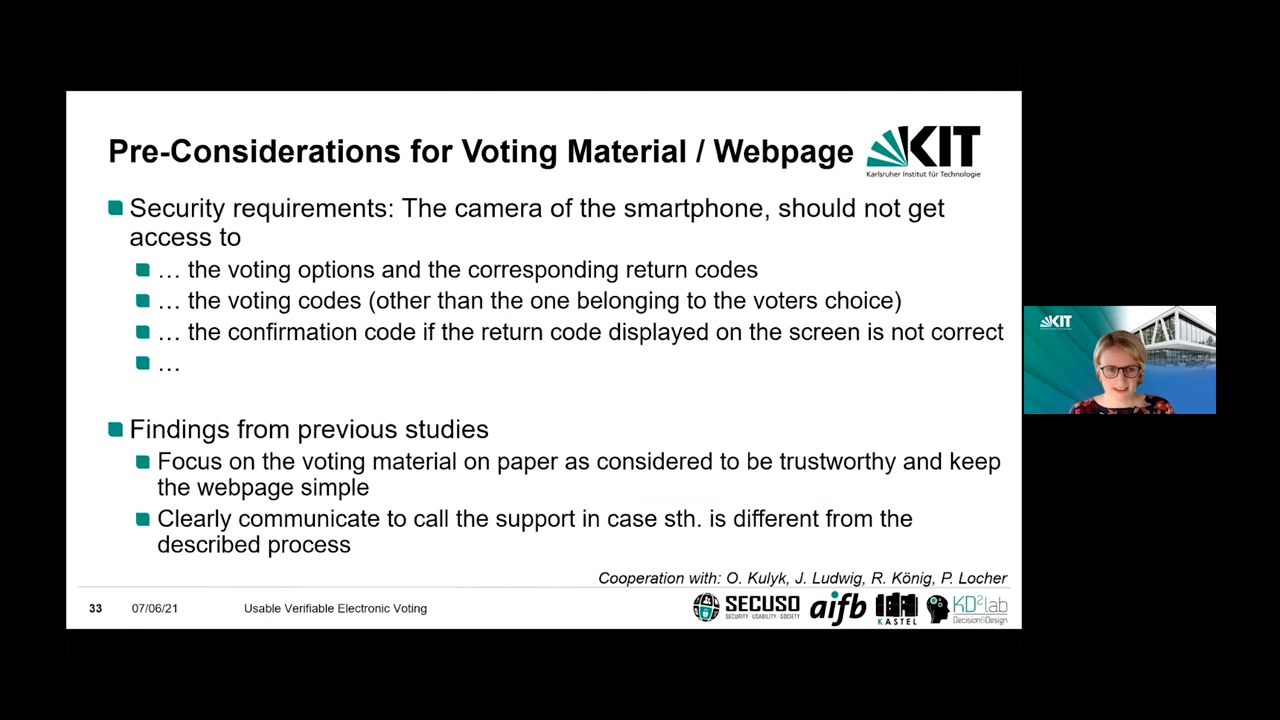 Pre-Considerations for Voting Material / Webpage
KIT
Karlsruher Institut für Technologie
Security requirements: The camera of the smartphone, should not get
access to
… the voting options and the corresponding return codes
… the voting codes (other than the one belonging to the voters choice)
… the confirmation code if the return code displayed on the screen is not correct
…
KIT
Findings from previous studies
Focus on the voting material on paper as considered to be trustworthy and keep
the webpage simple
Clearly communicate to call the support in case sth. is different from the
described process
Cooperation with: O. Kulyk, J. Ludwig, R. König, P. Locher
33 07/06/21 Usable Verifiable Electronic Voting
SECUSO
SECURITY · USABILITY · SOCIETY
aifb
KASTEL
KD²lab
Decision&Design